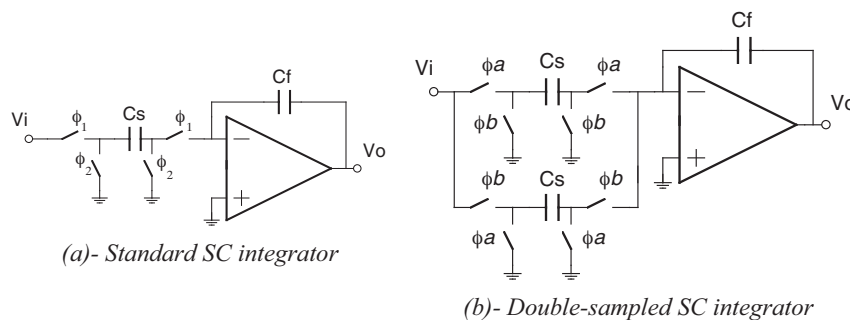 Vi
ϕ1
Cs
ϕ1
ϕ2
ϕ2
Cf
−
+
Vo
(a)- Standard SC integrator
Vi
ϕa
Cs
ϕa
ϕb
ϕb
ϕb
Cs
ϕb
ϕa
ϕa
Cf
−
+
Vo
(b)- Double-sampled SC integrator